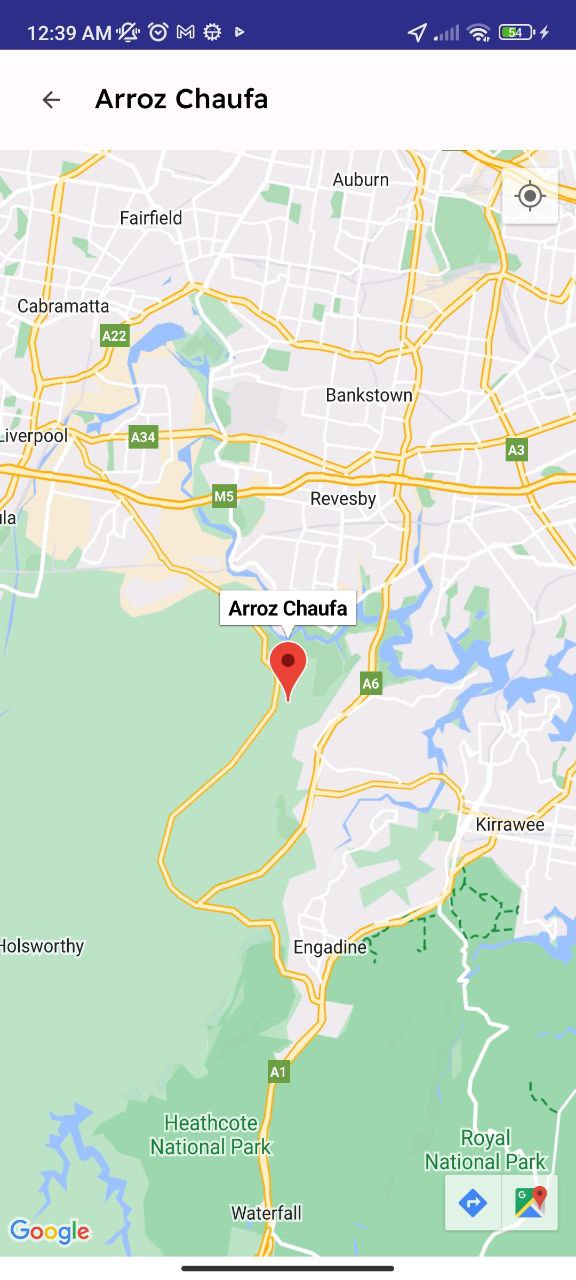 12:39 AM
54
Arroz Chaufa
Auburn
Fairfield
Cabramatta
A22
Bankstown
Liverpool
A34
A3
M5
Revesby
ula
Arroz Chaufa
A6
Kirrawee
Holsworthy
Engadine
A1
Heathcote
National Park
Royal
National Park
G
Waterfall
Google